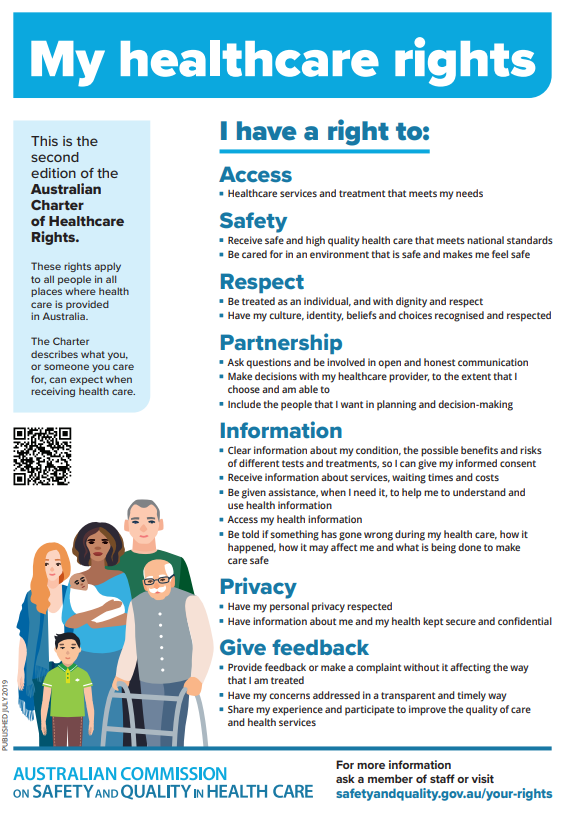 My healthcare rights
This is the
second
edition of the
Australian
Charter
of Healthcare
Rights.
These rights apply
to all people in all
places where health
care is provided
in Australia.
The Charter
describes what you,
or someone you care
for, can expect when
receiving health care.
I have a right to:
Access
▪ Healthcare services and treatment that meets my needs
Safety
▪ Receive safe and high quality health care that meets national standards
▪ Be cared for in an environment that is safe and makes me feel safe
Respect
▪ Be treated as an individual, and with dignity and respect
▪ Have my culture, identity, beliefs and choices recognised and respected
Partnership
▪ Ask questions and be involved in open and honest communication
▪ Make decisions with my healthcare provider, to the extent that I
choose and am able to
▪ Include the people that I want in planning and decision-making
Information
▪ Clear information about my condition, the possible benefits and risks
of different tests and treatments, so I can give my informed consent
▪ Receive information about services, waiting times and costs
▪ Be given assistance, when I need it, to help me to understand and
use health information
▪ Access my health information
▪ Be told if something has gone wrong during my health care, how it
happened, how it may affect me and what is being done to make
care safe
Privacy
▪ Have my personal privacy respected
▪ Have information about me and my health kept secure and confidential
Give feedback
▪ Provide feedback or make a complaint without it affecting the way
that I am treated
▪ Have my concerns addressed in a transparent and timely way
▪ Share my experience and participate to improve the quality of care
and health services
PUBLISHED JULY 2019
AUSTRALIAN COMMISSION
ON SAFETY AND QUALITY IN HEALTH CARE
For more information
ask a member of staff or visit
safetyandquality.gov.au/your-rights